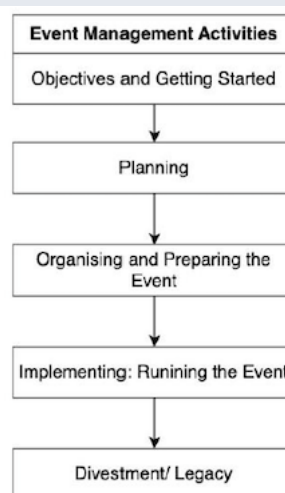 Event Management Activities
Objectives and Getting Started
Planning
Organising and Preparing the
Event
Implementing: Runining the Event
Divestment/ Legacy